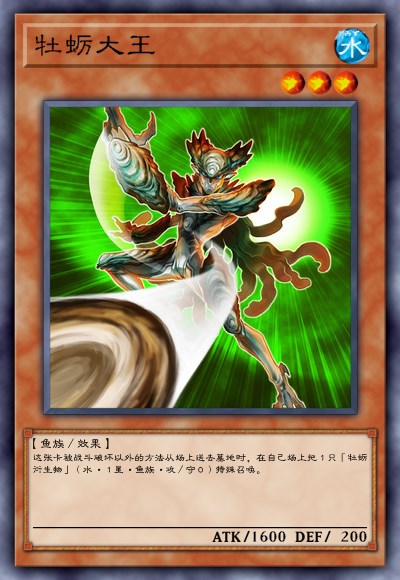 牡蛎大王
水
【鱼族／效果】
这张卡被战斗破坏以外的方法从场上送去墓地时，在自己场上把１只「牡蛎
衍生物」（水・１星・鱼族・攻／守０）特殊召唤。
ATK/1600 DEF/ 200